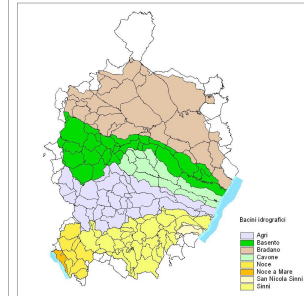 Bacini idrografici
Agri
Basento
Bradano
Cavone
Noce
Noce a Mare
San Nicola Sinni
Sinni